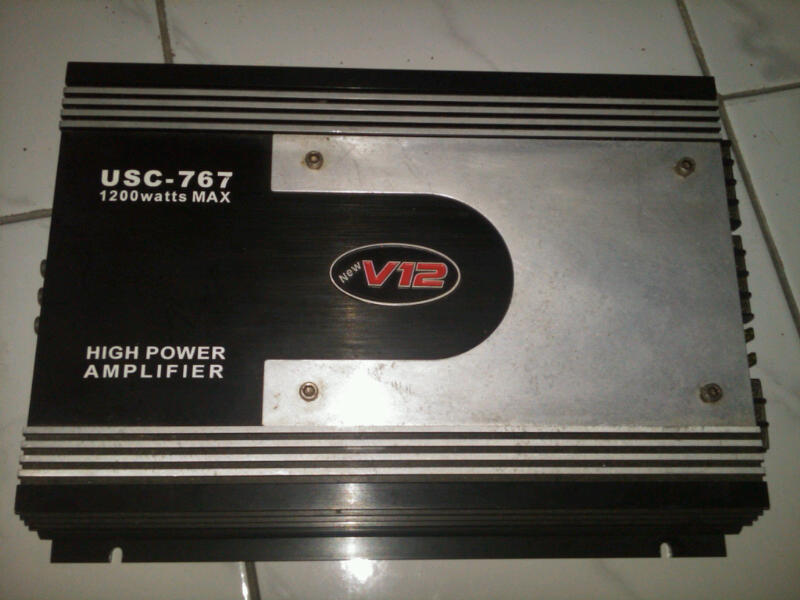 USC-767
1200watts MAX
New V12
HIGH POWER
AMPLIFIER